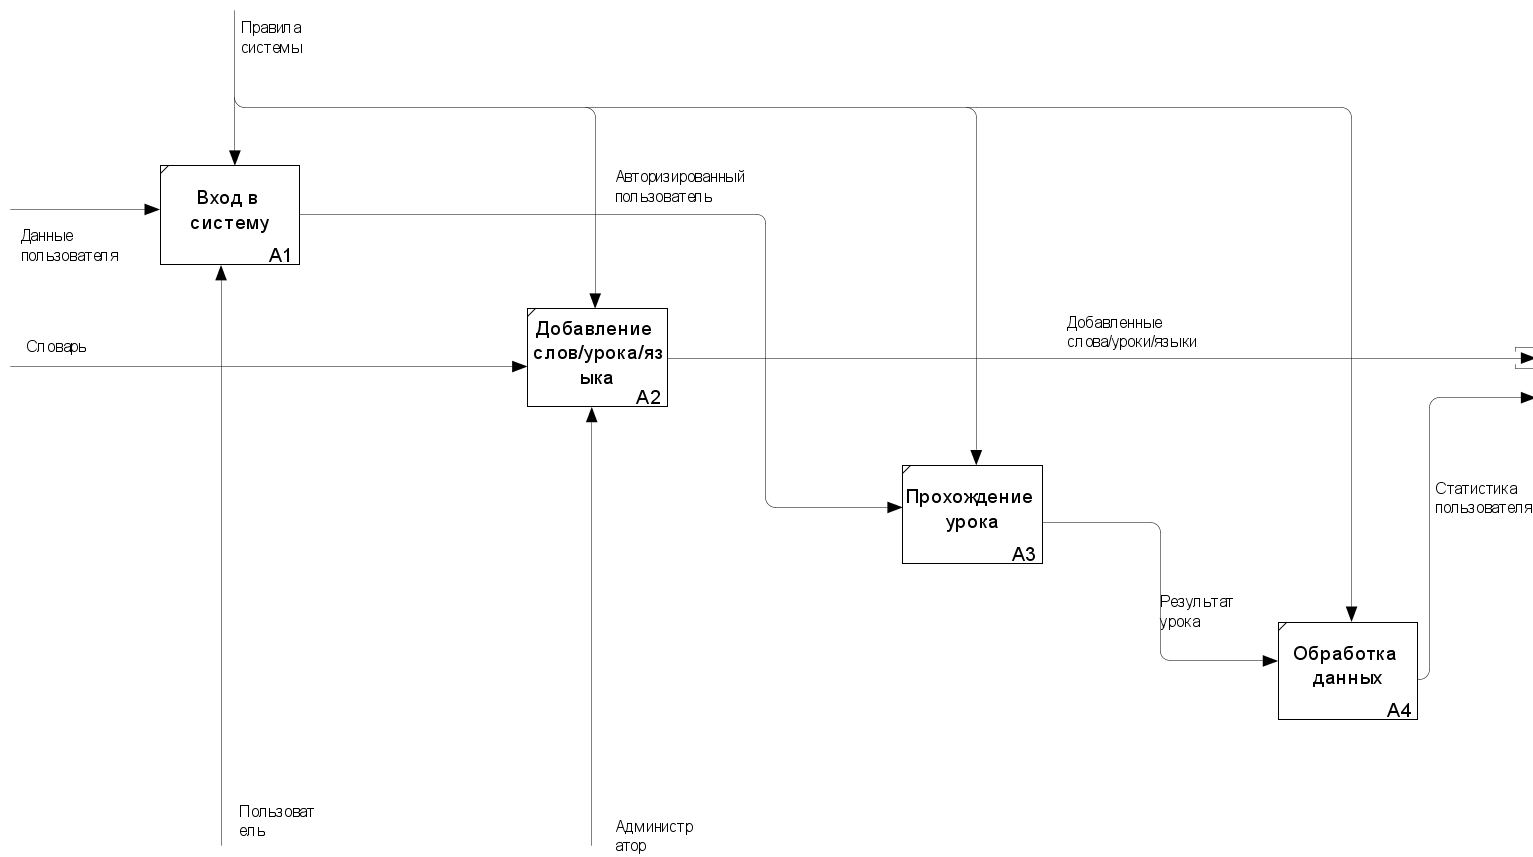 Правила
системы
Вход в
систему
A1
Авторизированный
пользователь
Данные
пользователя
Словарь
Добавление
слов/урока/яз
ыка
A2
Добавленные
слова/уроки/языки
Прохождение
урока
A3
Статистика
пользователя
Результат
урока
Обработка
данных
A4
Пользоват
ель
Администр
атор